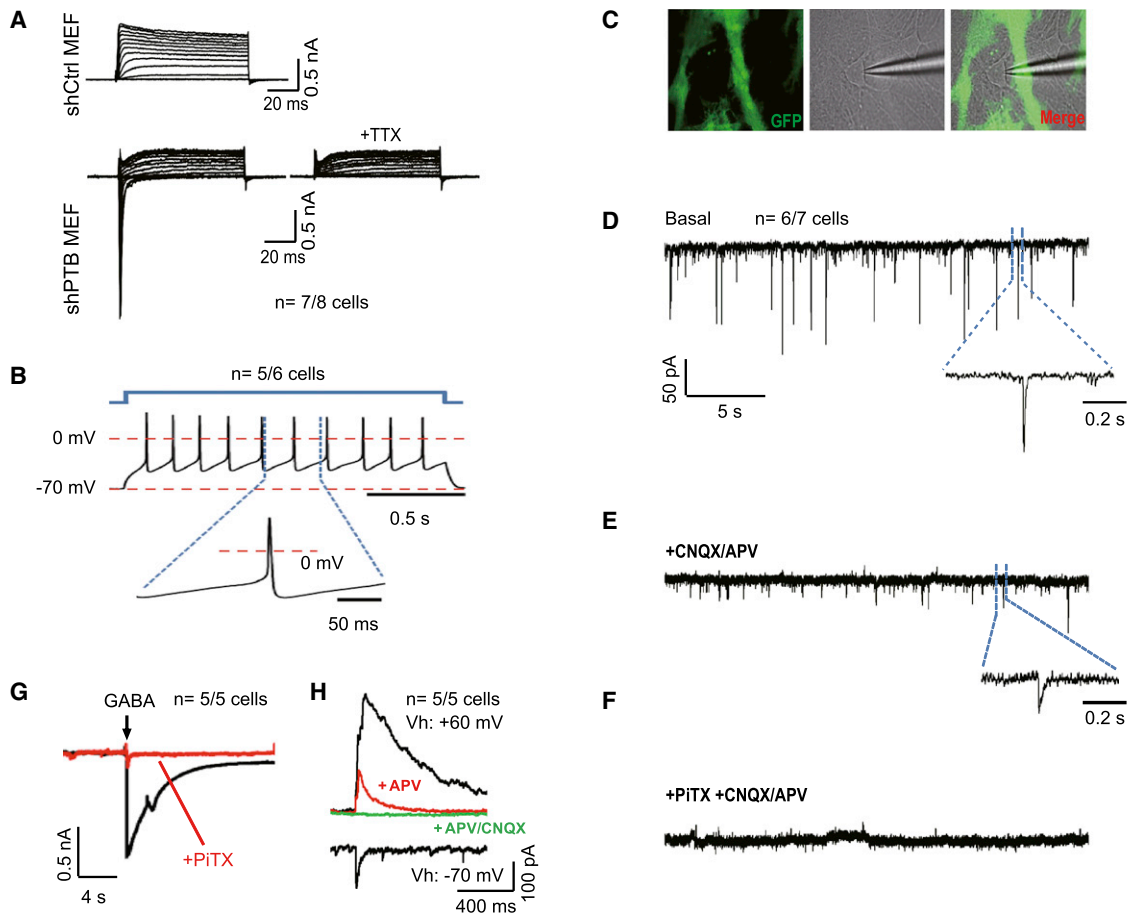 A
shCtrl MEF
0.5 nA
20 ms
+TTX
shPTB MEF
0.5 nA
20 ms
n= 7/8 cells
B
n= 5/6 cells
0 mV
-70 mV
0.5 s
0 mV
50 ms
C
GFP
Merge
D
Basal n= 6/7 cells
50 pA
5 s
0.2 s
E
+CNQX/APV
0.2 s
F
+PiTX +CNQX/APV
G
GABA
n= 5/5 cells
+PiTX
0.5 nA
4 s
H
n= 5/5 cells
Vh: +60 mV
+APV
+APV/CNQX
Vh: -70 mV
100 pA
400 ms